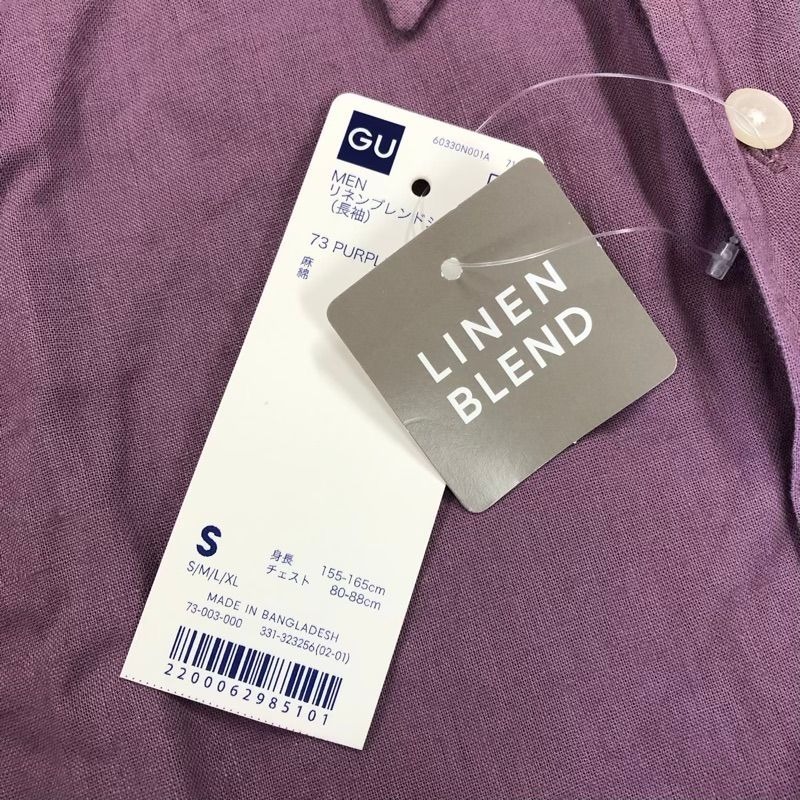 GU
60330N001A
MEN
リネンブレンド
(長袖)
73 PURPL
麻
綿
LINEN
BLEND
S
S/M/L/XL
身長 155-165cm
チェスト 80-88cm
MADE IN BANGLADESH
73-003-000 331-323256(02-01)
2200062985101